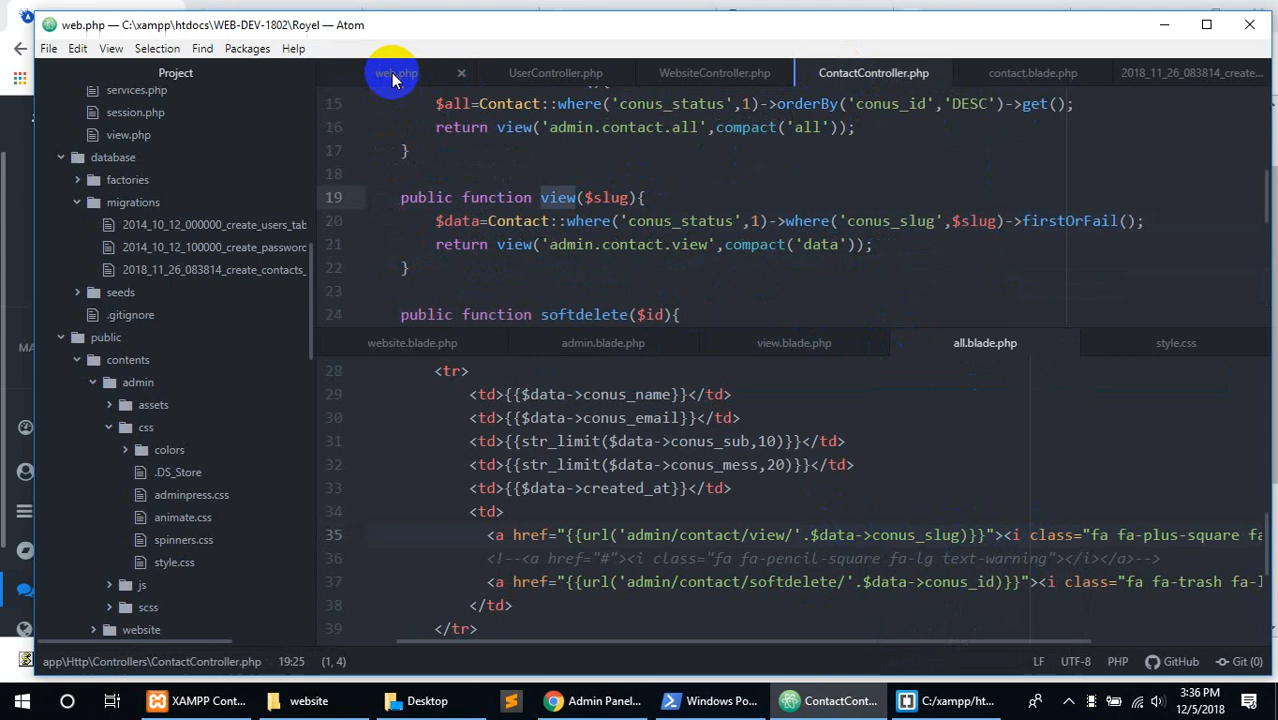 web.php — C:\xampp\htdocs\WEB-DEV-1802\Royel — Atom
File Edit View Selection Find Packages Help
Project
web.php
UserController.php
WebsiteController.php
ContactController.php
contact.blade.php
2018_11_26_083814_create...
services.php
session.php
view.php
database
factories
migrations
2014_10_12_000000_create_users_tab
2014_10_12_100000_create_password
2018_11_26_083814_create_contacts_
seeds
.gitignore
public
contents
admin
assets
css
colors
.DS_Store
adminpress.css
animate.css
spinners.css
style.css
js
scss
website
15 $all=Contact::where('conus_status',1)->orderBy('conus_id','DESC')->get();
16 return view('admin.contact.all',compact('all'));
17 }
18
19 public function view($slug){
20 $data=Contact::where('conus_status',1)->where('conus_slug',$slug)->firstOrFail();
21 return view('admin.contact.view',compact('data'));
22 }
23
24 public function softdelete($id){
website.blade.php
admin.blade.php
view.blade.php
all.blade.php
style.css
28 <tr>
29 <td>{{$data->conus_name}}</td>
30 <td>{{$data->conus_email}}</td>
31 <td>{{str_limit($data->conus_sub,10)}}</td>
32 <td>{{str_limit($data->conus_mess,20)}}</td>
33 <td>{{$data->created_at}}</td>
34 <td>
35 <a href="{{url('admin/contact/view/'.$data->conus_slug)}}"><i class="fa fa-plus-square fa
36 <!--<a href="#"><i class="fa fa-pencil-square fa-lg text-warning"></i></a>-->
37 <a href="{{url('admin/contact/softdelete/'.$data->conus_id)}}"><i class="fa fa-trash fa-l
38 </td>
39 </tr>
MA
app\Http\Controllers\ContactController.php 19:25 (1, 4) LF UTF-8 PHP GitHub Git (0)
XAMPP Cont... website Desktop Admin Panel... Windows Po... ContactCont... C:/xampp/ht...
3:36 PM
12/5/2018